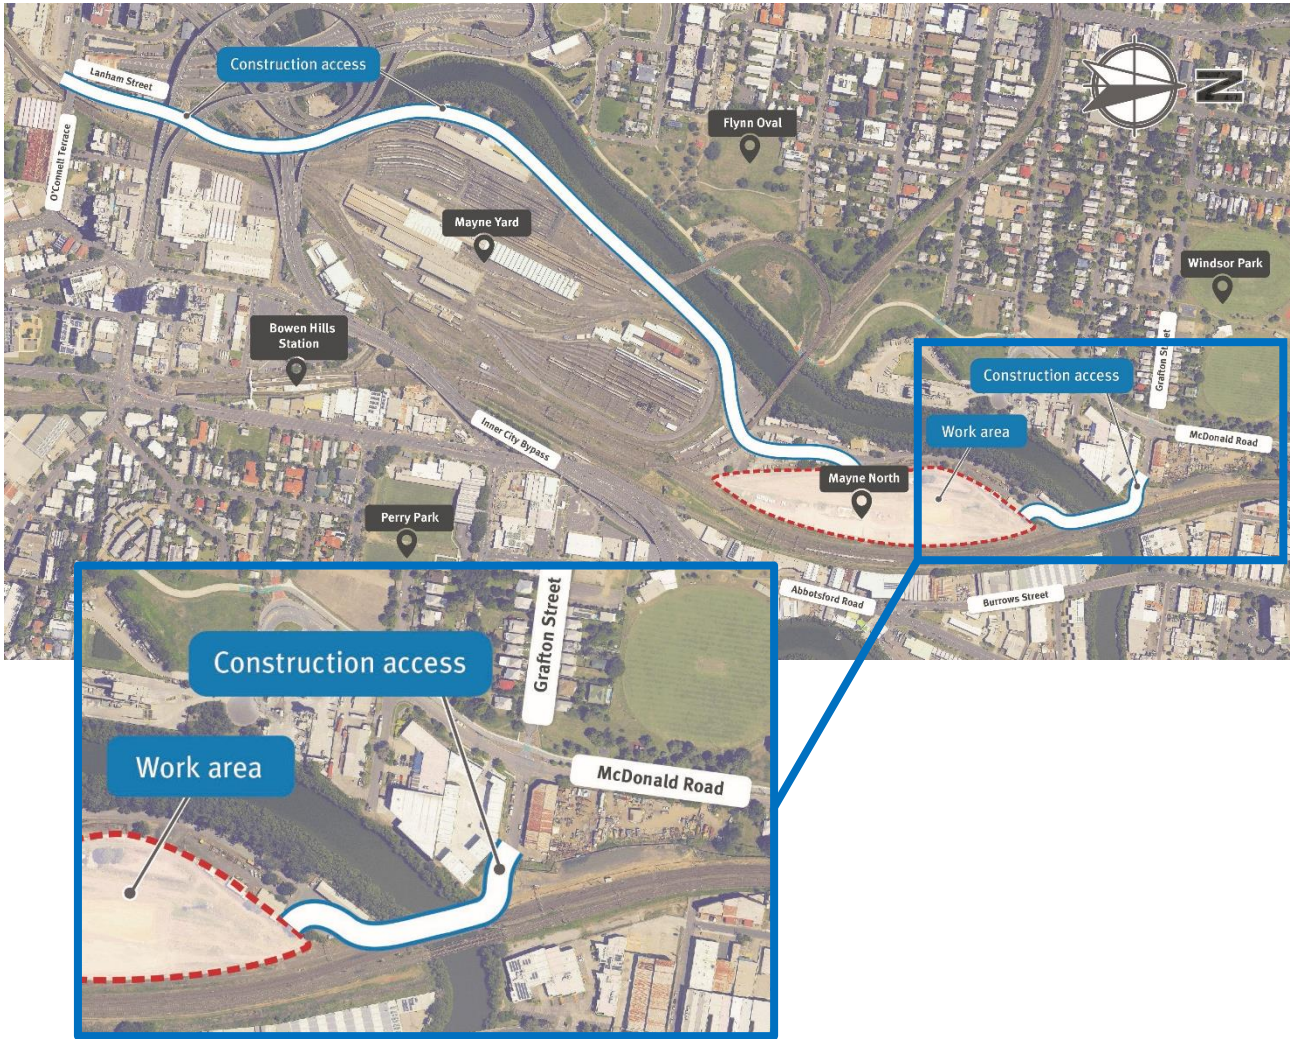 Lanham Street
Construction access
O'Connell Terrace
Flynn Oval
N
Mayne Yard
Windsor Park
Bowen Hills
Station
Grafton Street
Construction access
Inner City Bypass
Work area
McDonald Road
Mayne North
Perry Park
Abbotsford Road
Burrows Street
Grafton Street
Construction access
Work area
McDonald Road